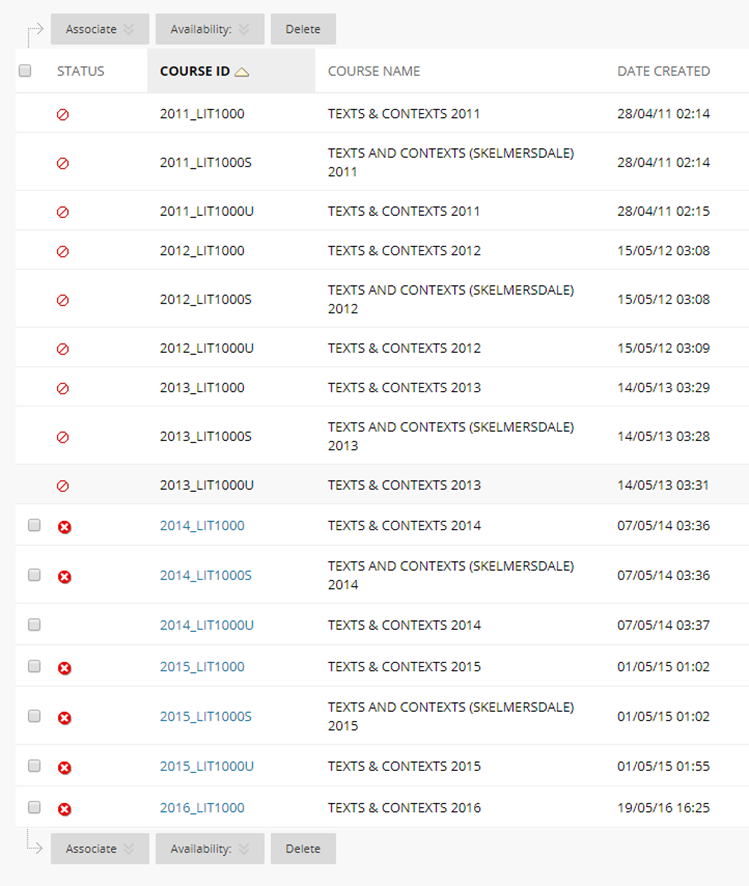 Associate Availability: Delete
STATUS COURSE ID COURSE NAME DATE CREATED
2011_LIT1000 TEXTS & CONTEXTS 2011 28/04/11 02:14
2011_LIT1000S TEXTS AND CONTEXTS (SKELMERSDALE) 28/04/11 02:14
2011
2011_LIT1000U TEXTS & CONTEXTS 2011 28/04/11 02:15
2012_LIT1000 TEXTS & CONTEXTS 2012 15/05/12 03:08
2012_LIT1000S TEXTS AND CONTEXTS (SKELMERSDALE) 15/05/12 03:08
2012
2012_LIT1000U TEXTS & CONTEXTS 2012 15/05/12 03:09
2013_LIT1000 TEXTS & CONTEXTS 2013 14/05/13 03:29
2013_LIT1000S TEXTS AND CONTEXTS (SKELMERSDALE) 14/05/13 03:28
2013
2013_LIT1000U TEXTS & CONTEXTS 2013 14/05/13 03:31
2014_LIT1000 TEXTS & CONTEXTS 2014 07/05/14 03:36
2014_LIT1000S TEXTS AND CONTEXTS (SKELMERSDALE) 07/05/14 03:36
2014
2014_LIT1000U TEXTS & CONTEXTS 2014 07/05/14 03:37
2015_LIT1000 TEXTS & CONTEXTS 2015 01/05/15 01:02
2015_LIT1000S TEXTS AND CONTEXTS (SKELMERSDALE) 01/05/15 01:02
2015
2015_LIT1000U TEXTS & CONTEXTS 2015 01/05/15 01:55
2016_LIT1000 TEXTS & CONTEXTS 2016 19/05/16 16:25
Associate Availability: Delete